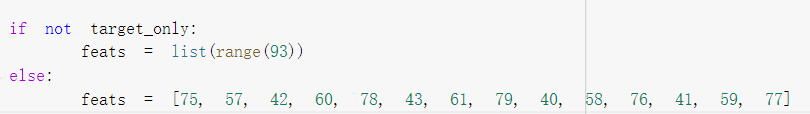 if not target_only:
feats = list(range(93))
else:
feats = [75, 57, 42, 60, 78, 43, 61, 79, 40, 58, 76, 41, 59, 77]